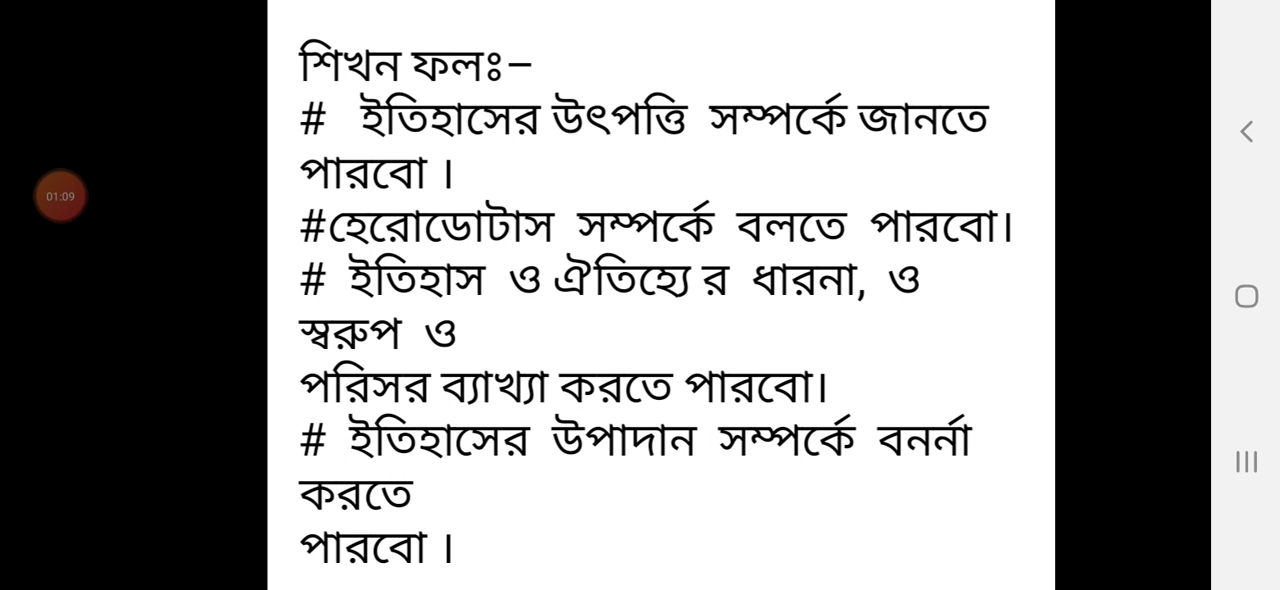 শিখন ফলঃ–
# ইতিহাসের উৎপত্তি সম্পর্কে জানতে
পারবো ।
#হেরোডোটাস সম্পর্কে বলতে পারবো।
# ইতিহাস ও ঐতিহ্যে র ধারনা, ও
স্বরুপ ও
পরিসর ব্যাখ্যা করতে পারবো।
# ইতিহাসের উপাদান সম্পর্কে বনর্না
করতে
পারবো ।
01:09